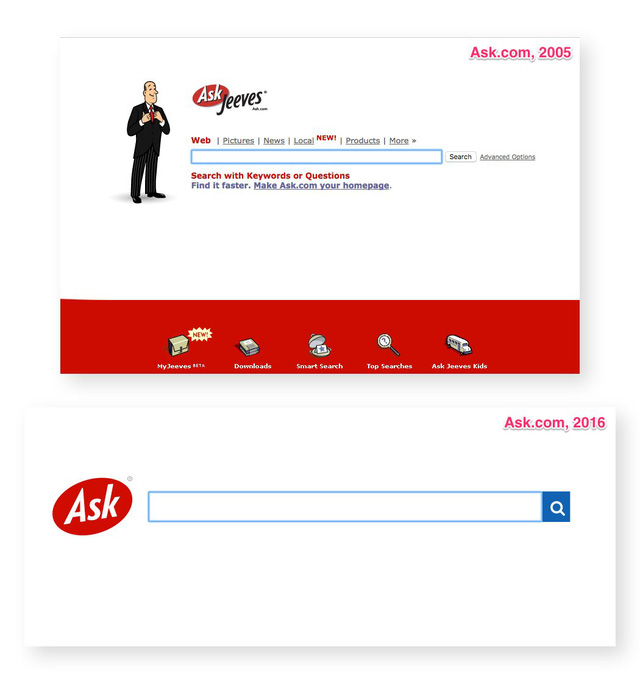 Ask.com, 2005
Ask Jeeves®
Ask.com
Web | Pictures | News | Local NEW! | Products | More »
Search Advanced Options
Search with Keywords or Questions
Find it faster. Make Ask.com your homepage.
NEW!
MyJeeves BETA Downloads Smart Search Top Searches Ask Jeeves Kids
Ask.com, 2016
Ask®